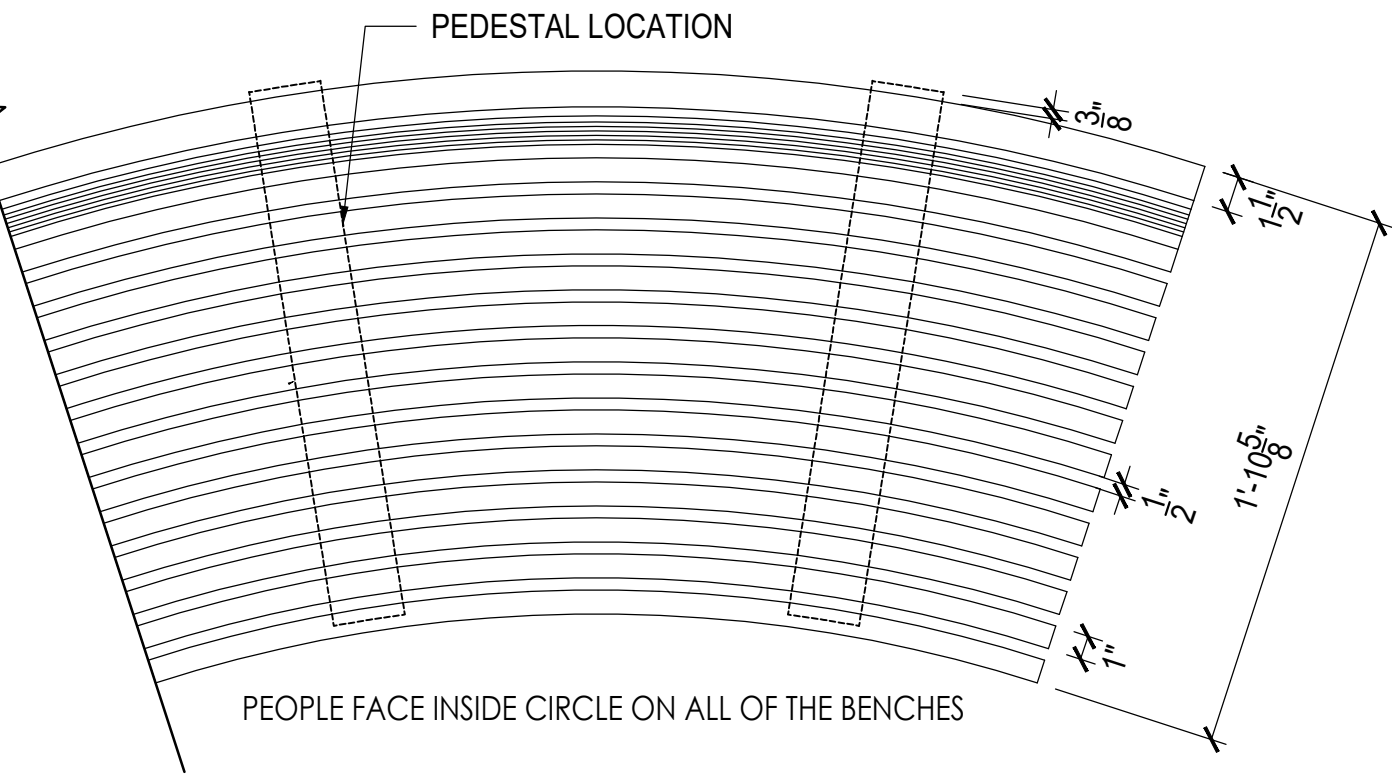 PEDESTAL LOCATION
3/8"
1 1/2"
1'-10 5/8"
1/2"
1"
PEOPLE FACE INSIDE CIRCLE ON ALL OF THE BENCHES